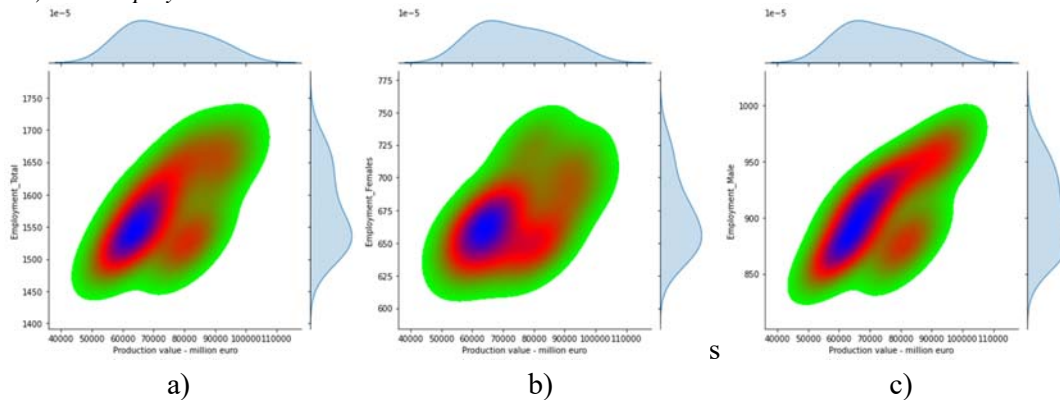 1e−5
1e−5
1e−5
Employment_Total
1750
1700
1650
1600
1550
1500
1450
1400
40000 50000 60000 70000 80000 90000 100000 110000
Production value - million euro
Employment_Females
775
750
725
700
675
650
625
600
40000 50000 60000 70000 80000 90000 100000 110000
Production value - million euro
s
Employment_Male
1000
950
900
850
40000 50000 60000 70000 80000 90000 100000 110000
Production value - million euro
a)
b)
c)